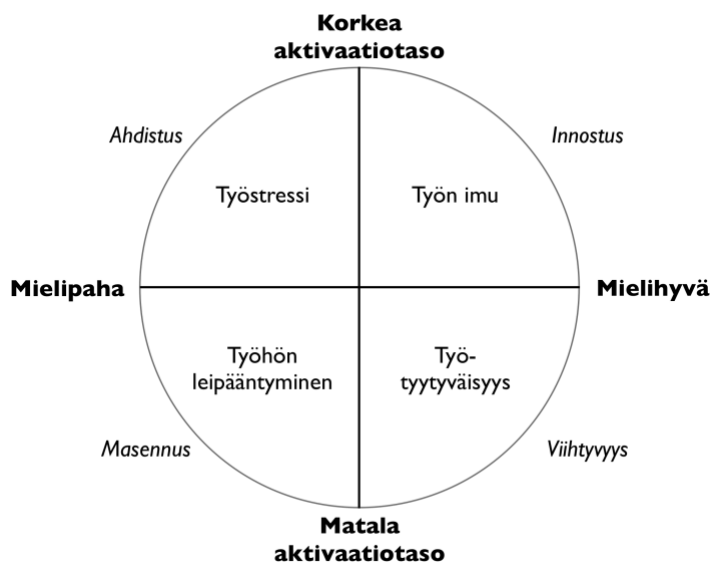 Korkea
aktivaatiotaso
Ahdistus
Innostus
Työstressi
Työn imu
Mielipaha
Mielihyvä
Työhön
leipääntyminen
Työ-
tyytyväisyys
Masennus
Viihtyvyys
Matala
aktivaatiotaso